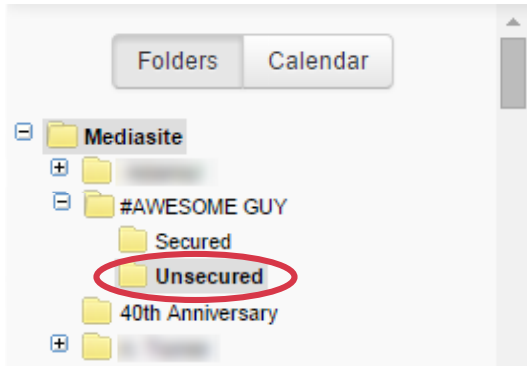 Folders Calendar
Mediasite
#AWESOME GUY
Secured
Unsecured
40th Anniversary